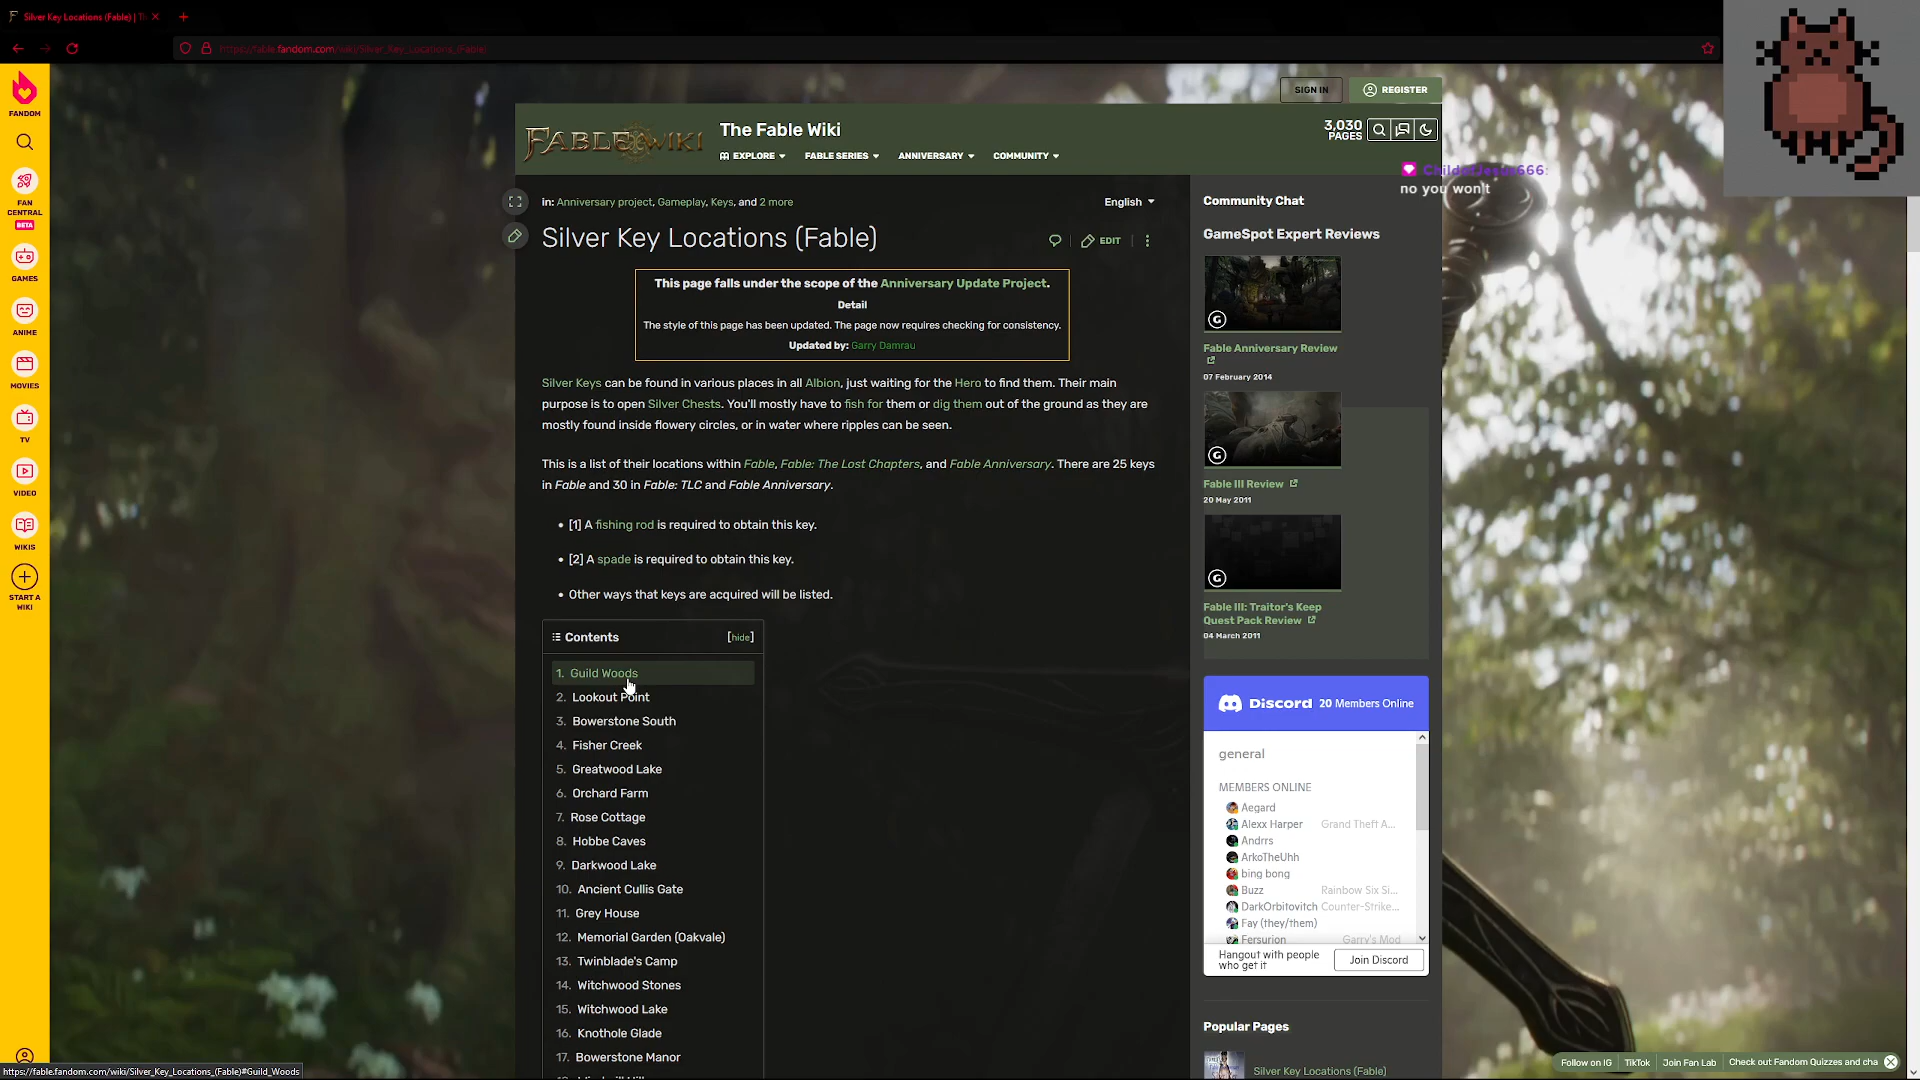 Silver Key Locations (Fable) | Th
https://fable.fandom.com/wiki/Silver_Key_Locations_(Fable)
FANDOM
FAN CENTRAL
BETA
GAMES
ANIME
MOVIES
TV
VIDEO
WIKIS
START A WIKI
SIGN IN
REGISTER
FABLE WIKI
The Fable Wiki
3,030 PAGES
EXPLORE
FABLE SERIES
ANNIVERSARY
COMMUNITY
ChildofJesus666:
no you won't
in: Anniversary project, Gameplay, Keys, and 2 more
English
Silver Key Locations (Fable)
EDIT
This page falls under the scope of the Anniversary Update Project.
Detail
The style of this page has been updated. The page now requires checking for consistency.
Updated by: Garry Damrau
Silver Keys can be found in various places in all Albion, just waiting for the Hero to find them. Their main
purpose is to open Silver Chests. You'll mostly have to fish for them or dig them out of the ground as they are
mostly found inside flowery circles, or in water where ripples can be seen.
This is a list of their locations within Fable, Fable: The Lost Chapters, and Fable Anniversary. There are 25 keys
in Fable and 30 in Fable: TLC and Fable Anniversary.
• [1] A fishing rod is required to obtain this key.
• [2] A spade is required to obtain this key.
• Other ways that keys are acquired will be listed.
Contents [hide]
1. Guild Woods
2. Lookout Point
3. Bowerstone South
4. Fisher Creek
5. Greatwood Lake
6. Orchard Farm
7. Rose Cottage
8. Hobbe Caves
9. Darkwood Lake
10. Ancient Cullis Gate
11. Grey House
12. Memorial Garden (Oakvale)
13. Twinblade's Camp
14. Witchwood Stones
15. Witchwood Lake
16. Knothole Glade
17. Bowerstone Manor
Community Chat
GameSpot Expert Reviews
Fable Anniversary Review
07 February 2014
Fable III Review
20 May 2011
Fable III: Traitor's Keep
Quest Pack Review
04 March 2011
Discord 20 Members Online
general
MEMBERS ONLINE
Aegard
Alexx Harper Grand Theft A...
Andrrs
ArkoTheUhh
bing bong
Buzz Rainbow Six Si...
DarkOrbitovitch Counter-Strike...
Fay (they/them)
Fersurion Garry's Mod
Hangout with people
who get it
Join Discord
Popular Pages
Silver Key Locations (Fable)
Follow on IG
TikTok
Join Fan Lab
Check out Fandom Quizzes and cha
https://fable.fandom.com/wiki/Silver_Key_Locations_(Fable)#Guild_Woods